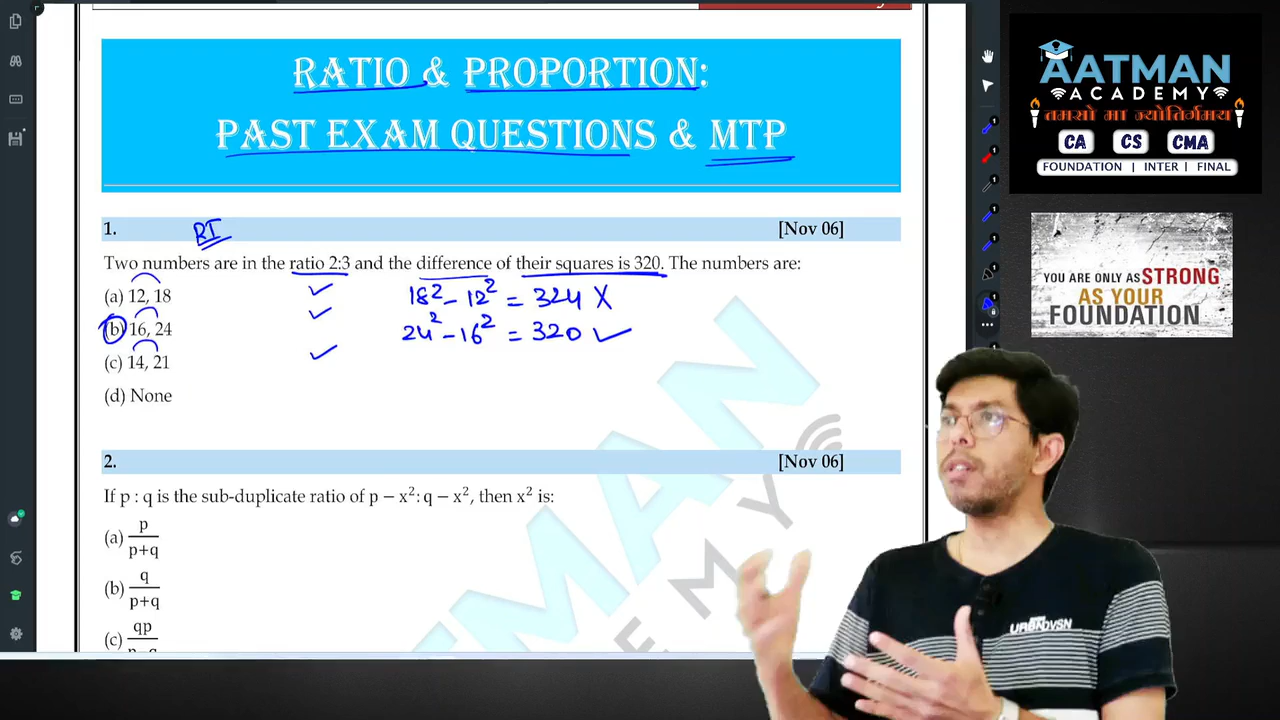 RATIO & PROPORTION:
PAST EXAM QUESTIONS & MTP
1. RT [Nov 06]
Two numbers are in the ratio 2:3 and the difference of their squares is 320. The numbers are:
(a) 12, 18
18² - 12² = 324 X
(b) 16, 24
24² - 16² = 320 ✓
(c) 14, 21
(d) None
2. [Nov 06]
If p : q is the sub-duplicate ratio of p − x²: q − x², then x² is:
(a) p/p+q
(b) q/p+q
(c) qp
AATMAN
ACADEMY
तमसो मा ज्योतिर्गमय
CA CS CMA
FOUNDATION | INTER | FINAL
YOU ARE ONLY AS STRONG
AS YOUR
FOUNDATION
URBNDVSN